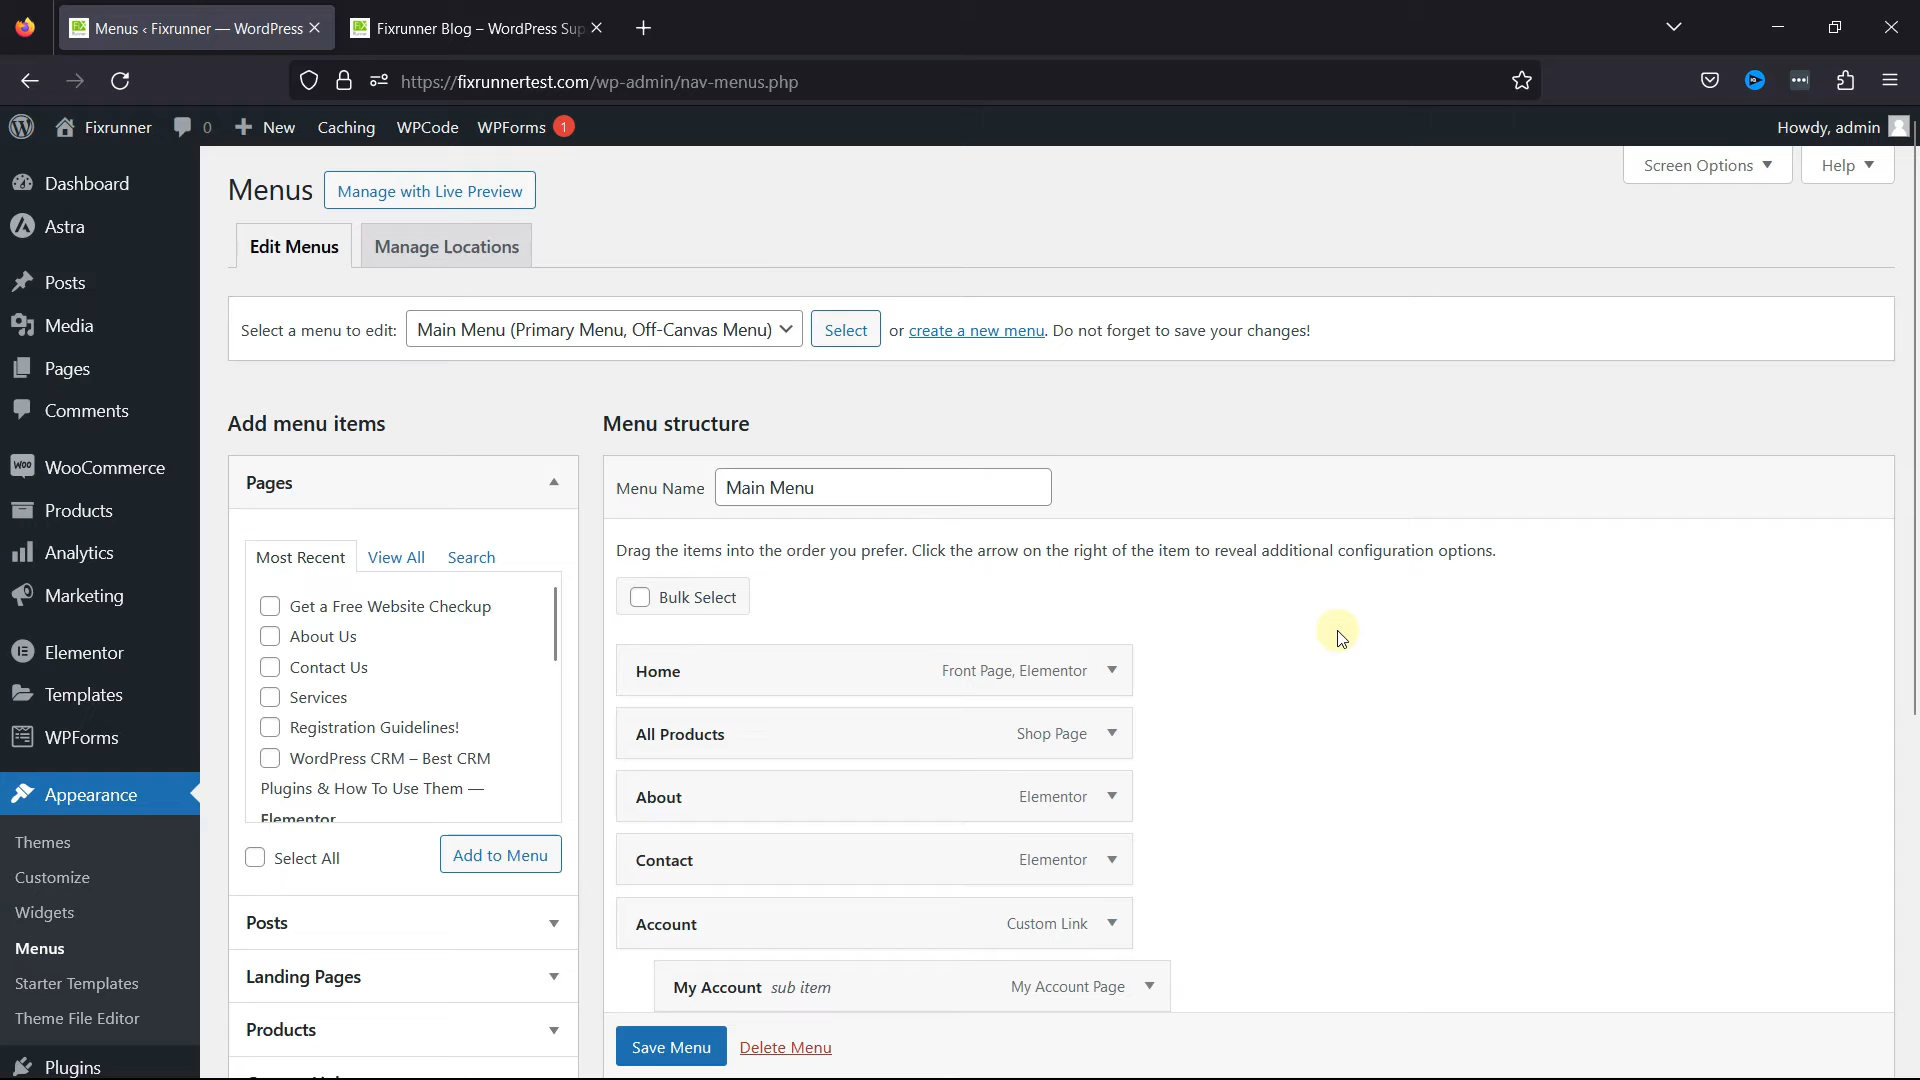 Menus ‹ Fixrunner — WordPress
Fixrunner Blog – WordPress Sup
https://fixrunnertest.com/wp-admin/nav-menus.php
Fixrunner
0
New
Caching
WPCode
WPForms
1
Howdy, admin
Dashboard
Astra
Posts
Media
Pages
Comments
WooCommerce
Products
Analytics
Marketing
Elementor
Templates
WPForms
Appearance
Themes
Customize
Widgets
Menus
Starter Templates
Theme File Editor
Plugins
Screen Options
Help
Menus
Manage with Live Preview
Edit Menus
Manage Locations
Select a menu to edit:
Main Menu (Primary Menu, Off-Canvas Menu)
Select
or create a new menu. Do not forget to save your changes!
Add menu items
Pages
Most Recent
View All
Search
Get a Free Website Checkup
About Us
Contact Us
Services
Registration Guidelines!
WordPress CRM – Best CRM
Plugins & How To Use Them —
Elementor
Select All
Add to Menu
Posts
Landing Pages
Products
Menu structure
Menu Name
Main Menu
Drag the items into the order you prefer. Click the arrow on the right of the item to reveal additional configuration options.
Bulk Select
Home
Front Page, Elementor
All Products
Shop Page
About
Elementor
Contact
Elementor
Account
Custom Link
My Account sub item
My Account Page
Save Menu
Delete Menu